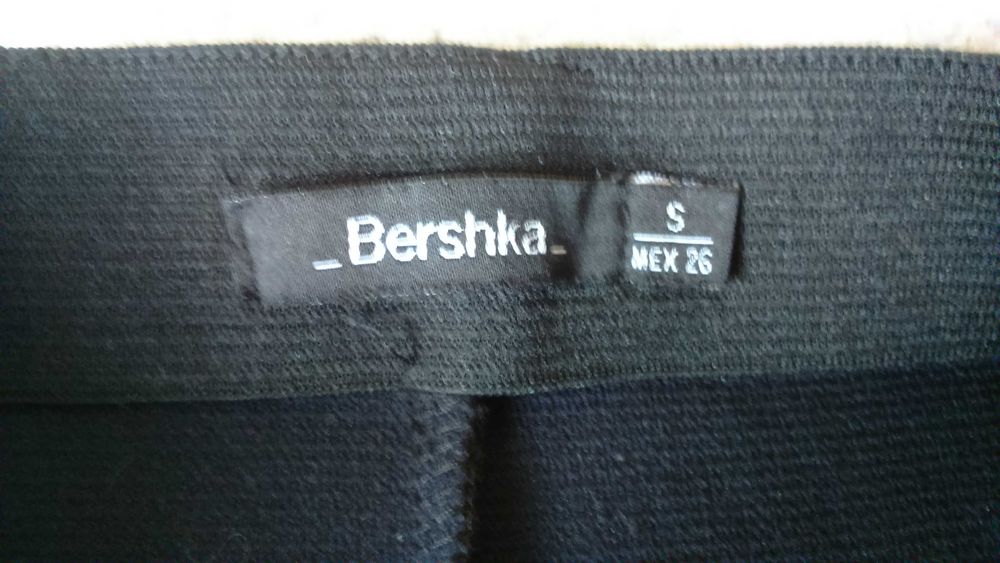 _Bershka_
S
MEX 26